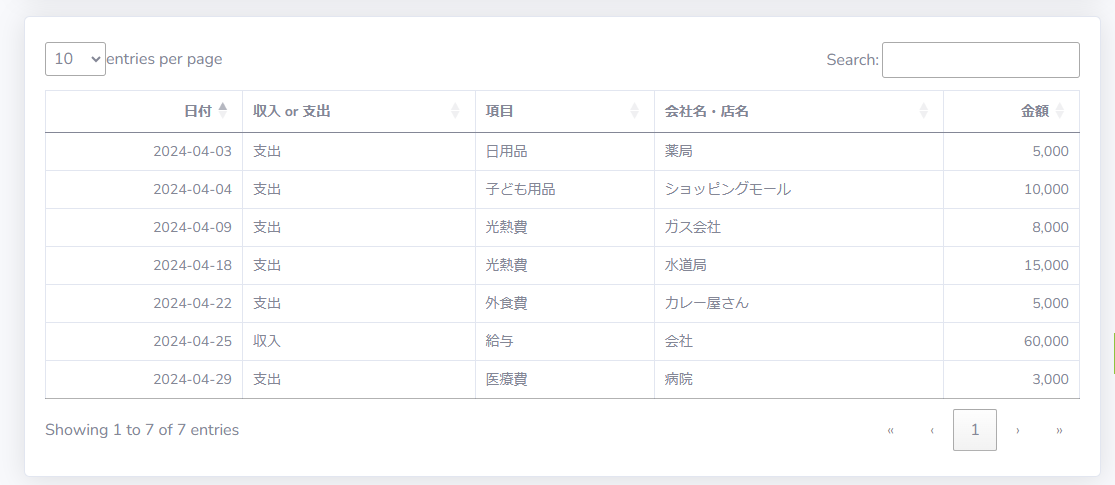 10 entries per page Search:
日付 収入 or 支出 項目 会社名・店名 金額
2024-04-03 支出 日用品 薬局 5,000
2024-04-04 支出 子ども用品 ショッピングモール 10,000
2024-04-09 支出 光熱費 ガス会社 8,000
2024-04-18 支出 光熱費 水道局 15,000
2024-04-22 支出 外食費 カレー屋さん 5,000
2024-04-25 収入 給与 会社 60,000
2024-04-29 支出 医療費 病院 3,000
Showing 1 to 7 of 7 entries « ‹ 1 › »